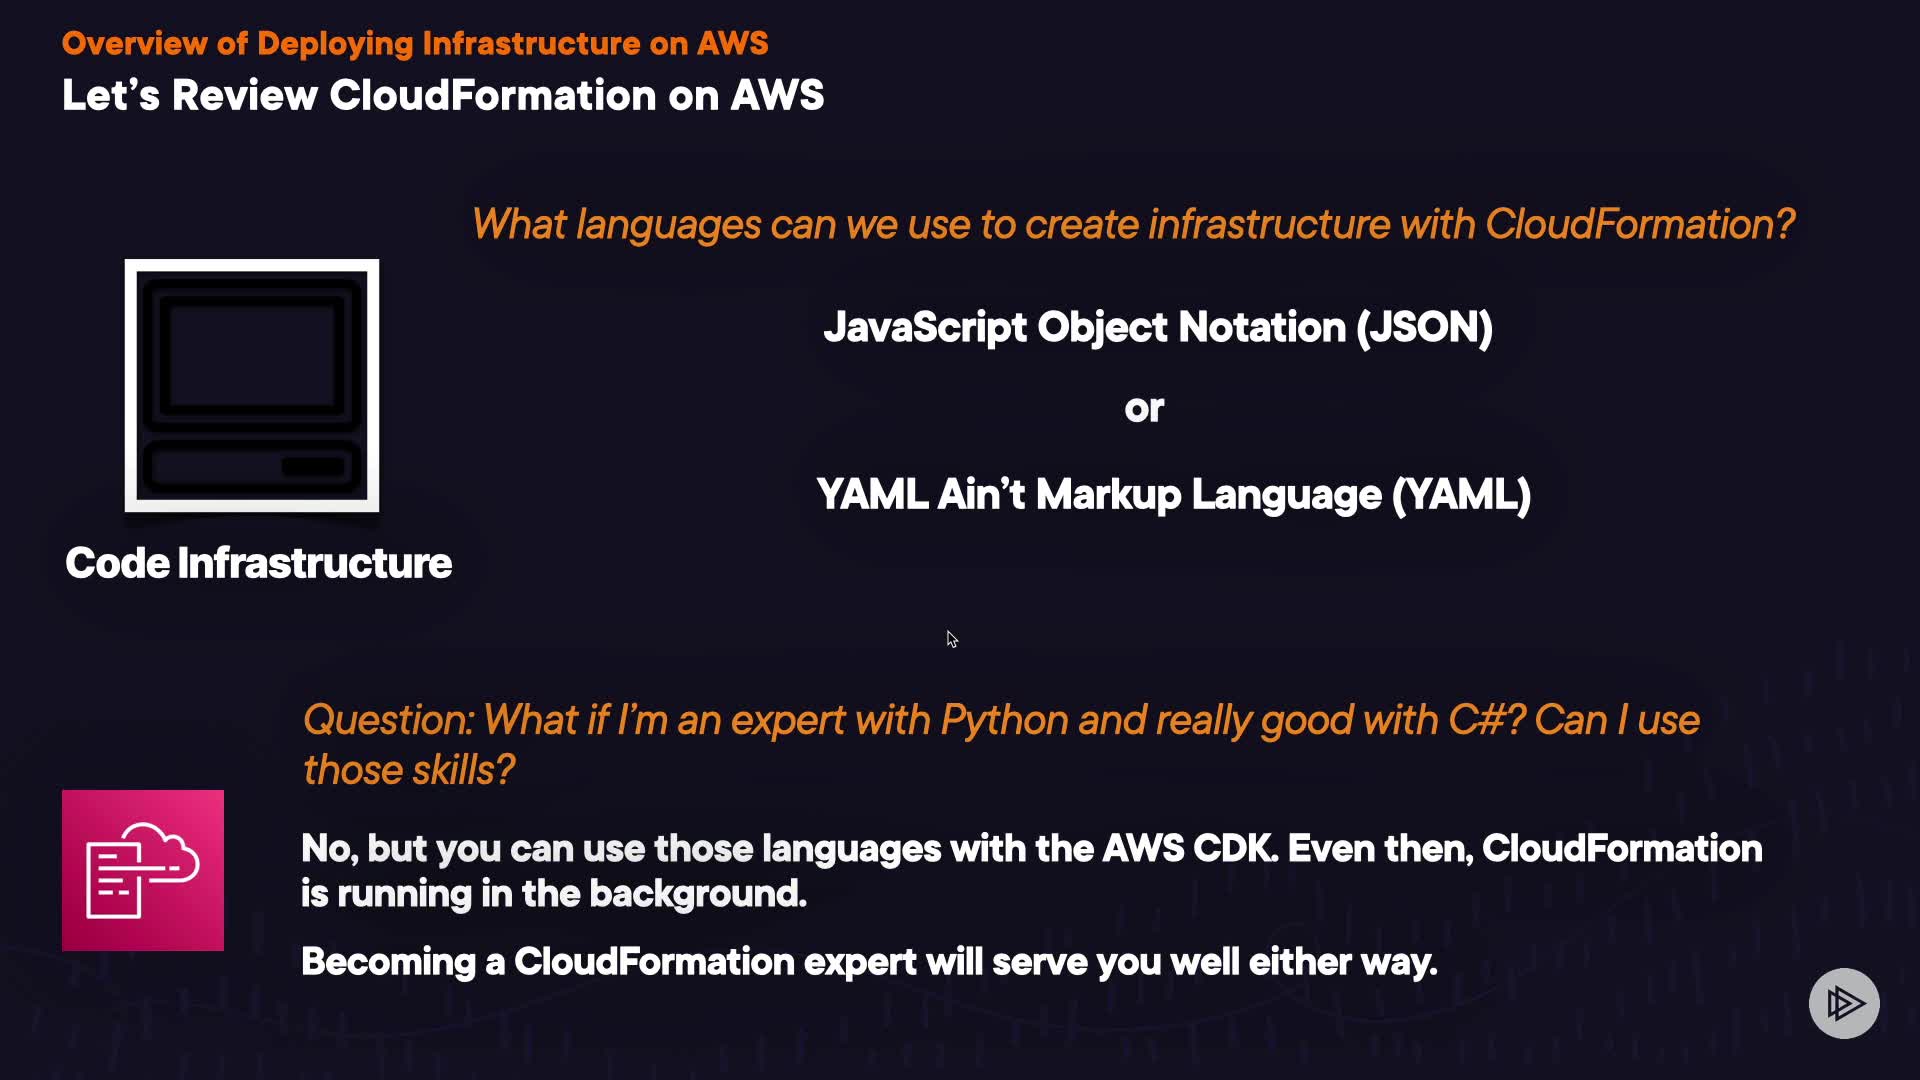 Overview of Deploying Infrastructure on AWS
Let’s Review CloudFormation on AWS
What languages can we use to create infrastructure with CloudFormation?
JavaScript Object Notation (JSON)
or
YAML Ain’t Markup Language (YAML)
Code Infrastructure
Question: What if I’m an expert with Python and really good with C#? Can I use
those skills?
No, but you can use those languages with the AWS CDK. Even then, CloudFormation
is running in the background.
Becoming a CloudFormation expert will serve you well either way.